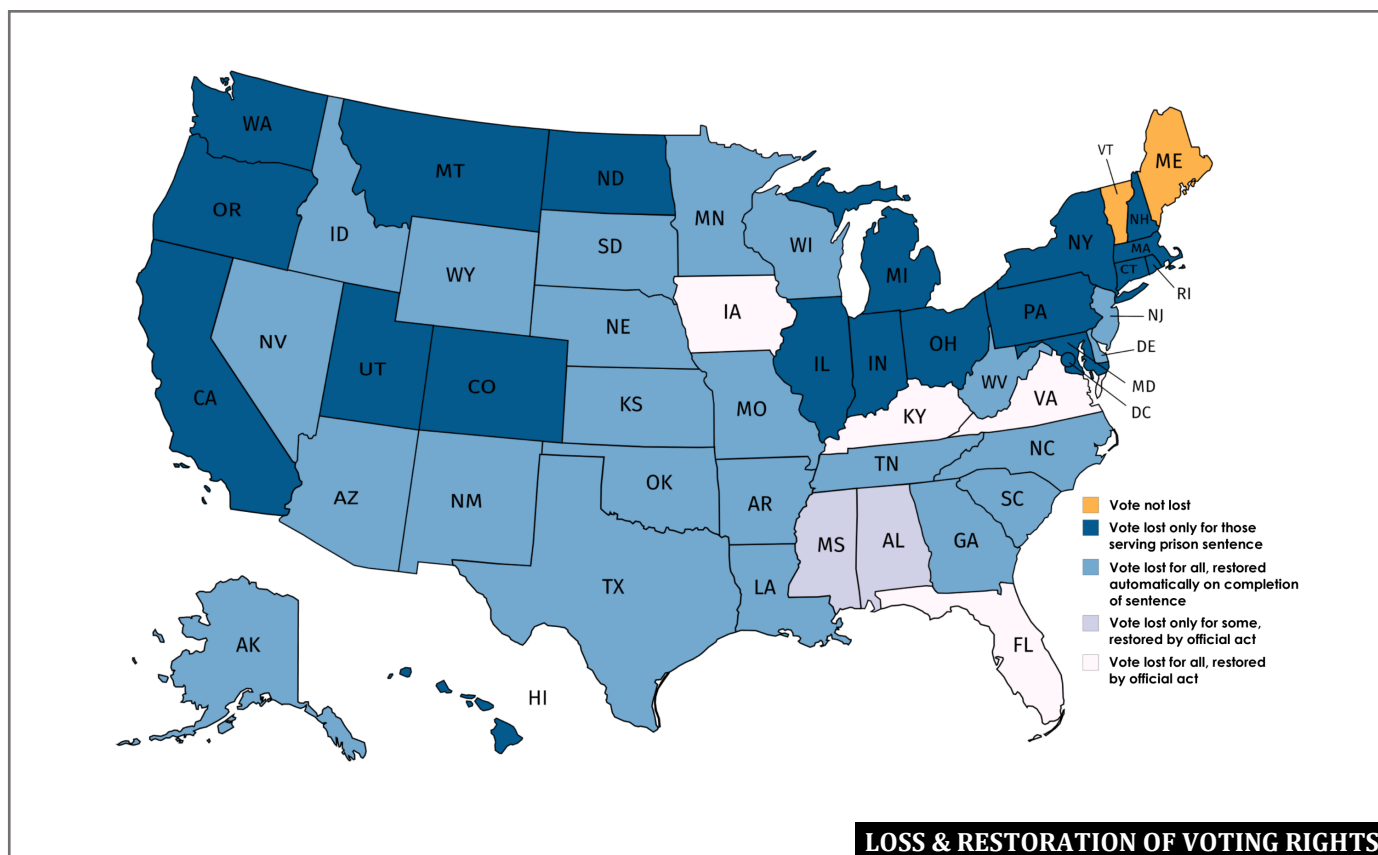 WA
MT
ND
MN
VT
ME
OR
ID
SD
WI
NY
NH
MA
CT
RI
WY
MI
IA
NE
PA
NJ
NV
UT
CO
IL
IN
OH
DE
CA
KS
MO
WV
VA
MD
KY
DC
AZ
NM
OK
AR
TN
NC
SC
MS
AL
GA
TX
LA
FL
AK
HI
Vote not lost
Vote lost only for those
serving prison sentence
Vote lost for all, restored
automatically on completion
of sentence
Vote lost only for some,
restored by official act
Vote lost for all, restored
by official act
LOSS & RESTORATION OF VOTING RIGHTS